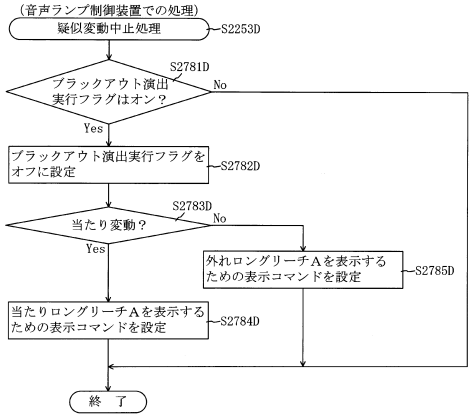 (音声ランプ制御装置での処理)
疑似変動中止処理
S2253D
S2781D
ブラックアウト演出
実行フラグはオン?
No
Yes
ブラックアウト演出実行フラグを
オフに設定
S2782D
S2783D
当たり変動?
No
Yes
外れロングリーチAを表示する
ための表示コマンドを設定
S2785D
当たりロングリーチAを表示する
ための表示コマンドを設定
S2784D
終 了